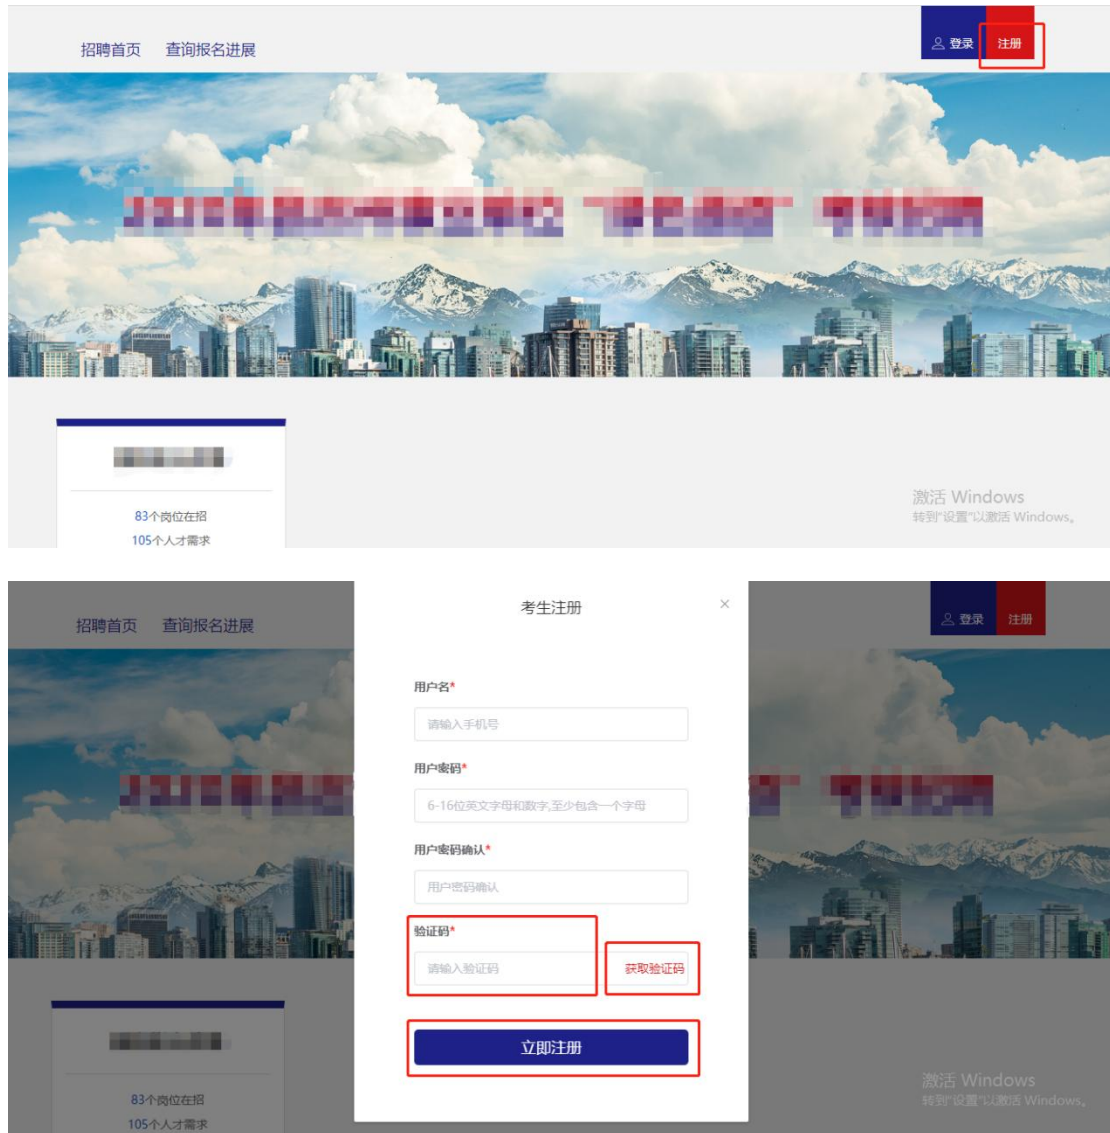 招聘首页 查询报名进展 登录 注册
83个岗位在招
105个人才需求
激活 Windows
转到"设置"以激活 Windows。
考生注册 ×
招聘首页 查询报名进展 登录 注册
用户名*
请输入手机号
用户密码*
6-16位英文字母和数字,至少包含一个字母
用户密码确认*
用户密码确认
验证码*
请输入验证码 获取验证码
立即注册
83个岗位在招
105个人才需求
激活 Windows
转到"设置"以激活 Windows。